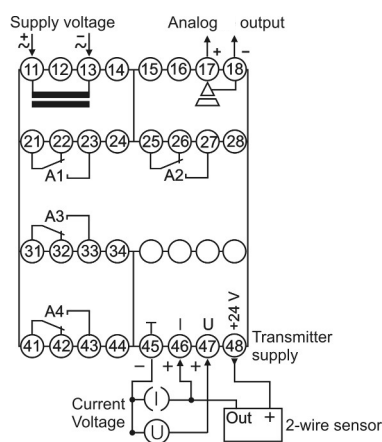 Supply voltage Analog output
≂+ ≂− + −
11 12 13 14 15 16 17 18
21 22 23 24 25 26 27 28
A1 A2
A3
31 32 33 34
A4
+24 V
⊥ I U
41 42 43 44 45 46 47 48
Transmitter
supply
− + +
Current I
Voltage U
Out +
2-wire sensor